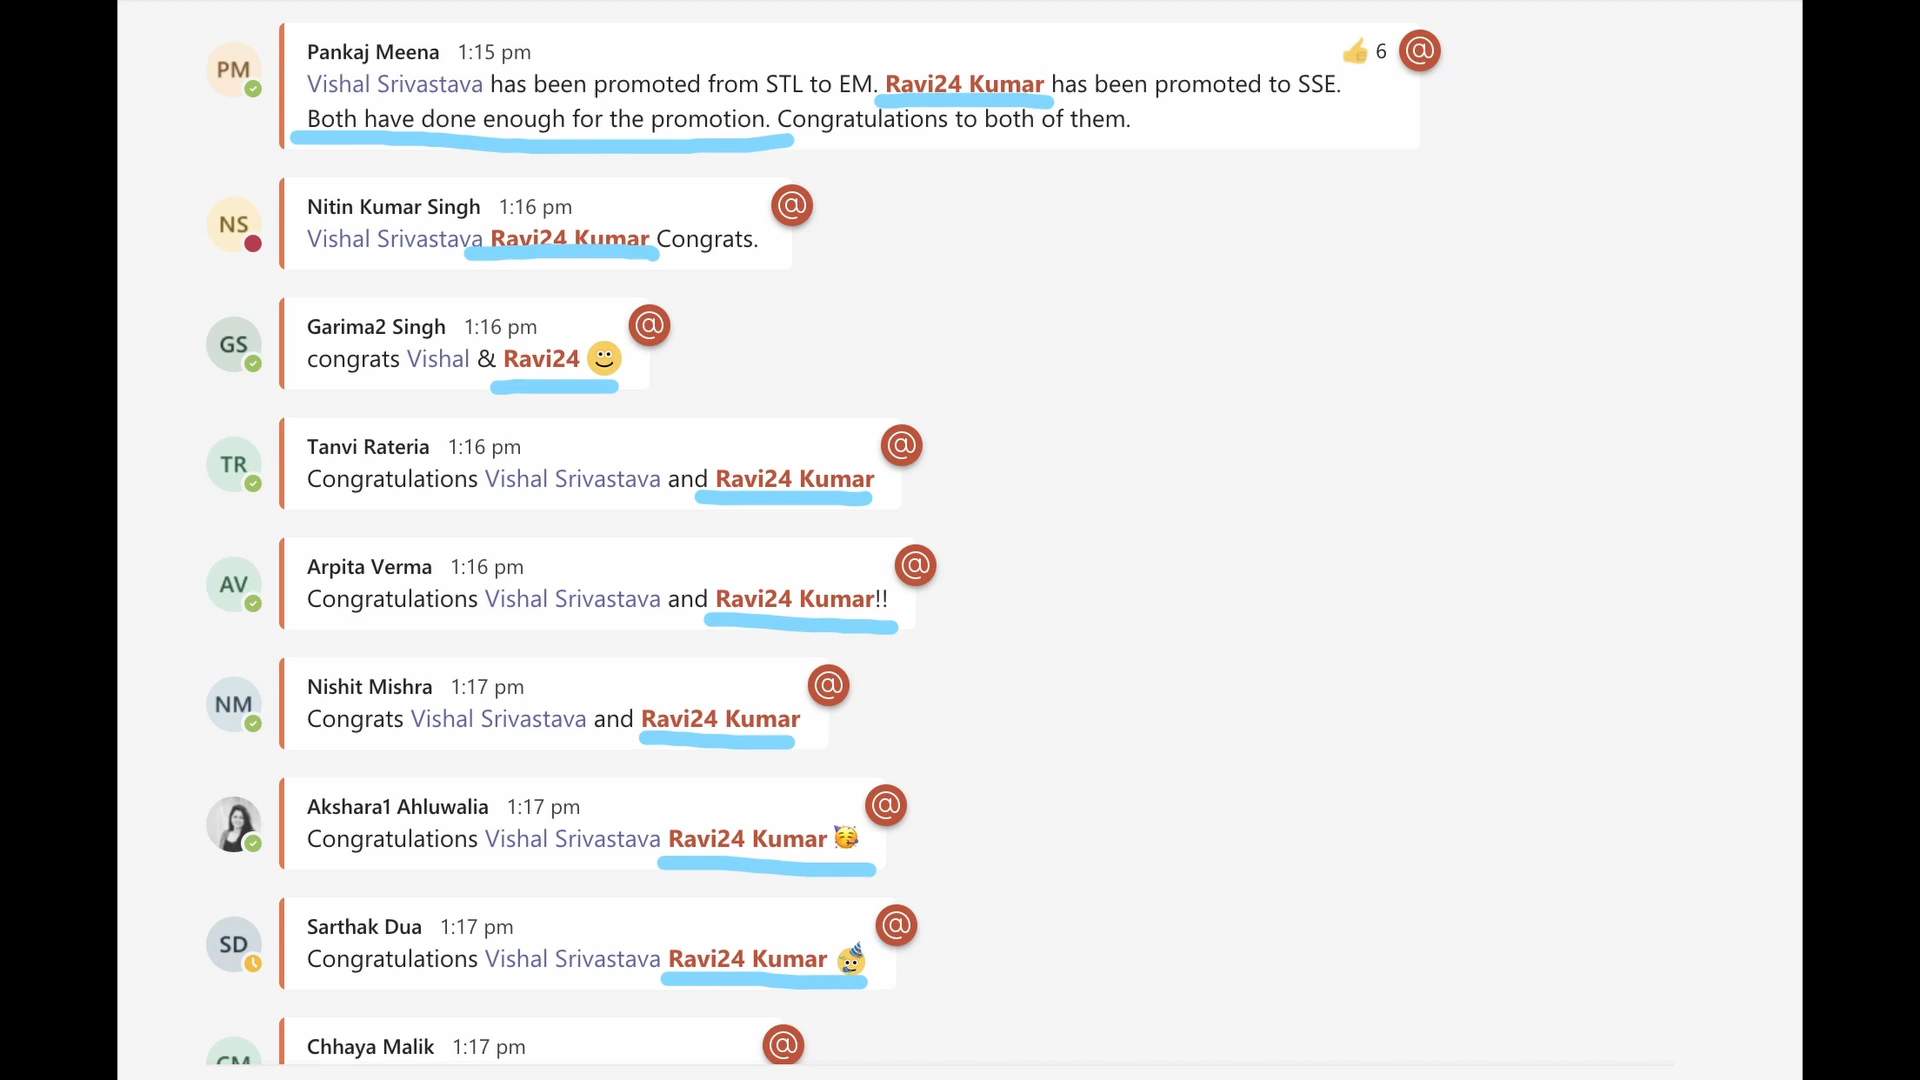 PM
Pankaj Meena 1:15 pm
👍 6
Vishal Srivastava has been promoted from STL to EM. Ravi24 Kumar has been promoted to SSE.
Both have done enough for the promotion. Congratulations to both of them.
NS
Nitin Kumar Singh 1:16 pm
Vishal Srivastava Ravi24 Kumar Congrats.
GS
Garima2 Singh 1:16 pm
congrats Vishal & Ravi24 🙂
TR
Tanvi Rateria 1:16 pm
Congratulations Vishal Srivastava and Ravi24 Kumar
AV
Arpita Verma 1:16 pm
Congratulations Vishal Srivastava and Ravi24 Kumar!!
NM
Nishit Mishra 1:17 pm
Congrats Vishal Srivastava and Ravi24 Kumar
Akshara1 Ahluwalia 1:17 pm
Congratulations Vishal Srivastava Ravi24 Kumar 🥳
SD
Sarthak Dua 1:17 pm
Congratulations Vishal Srivastava Ravi24 Kumar 🥳
CM
Chhaya Malik 1:17 pm